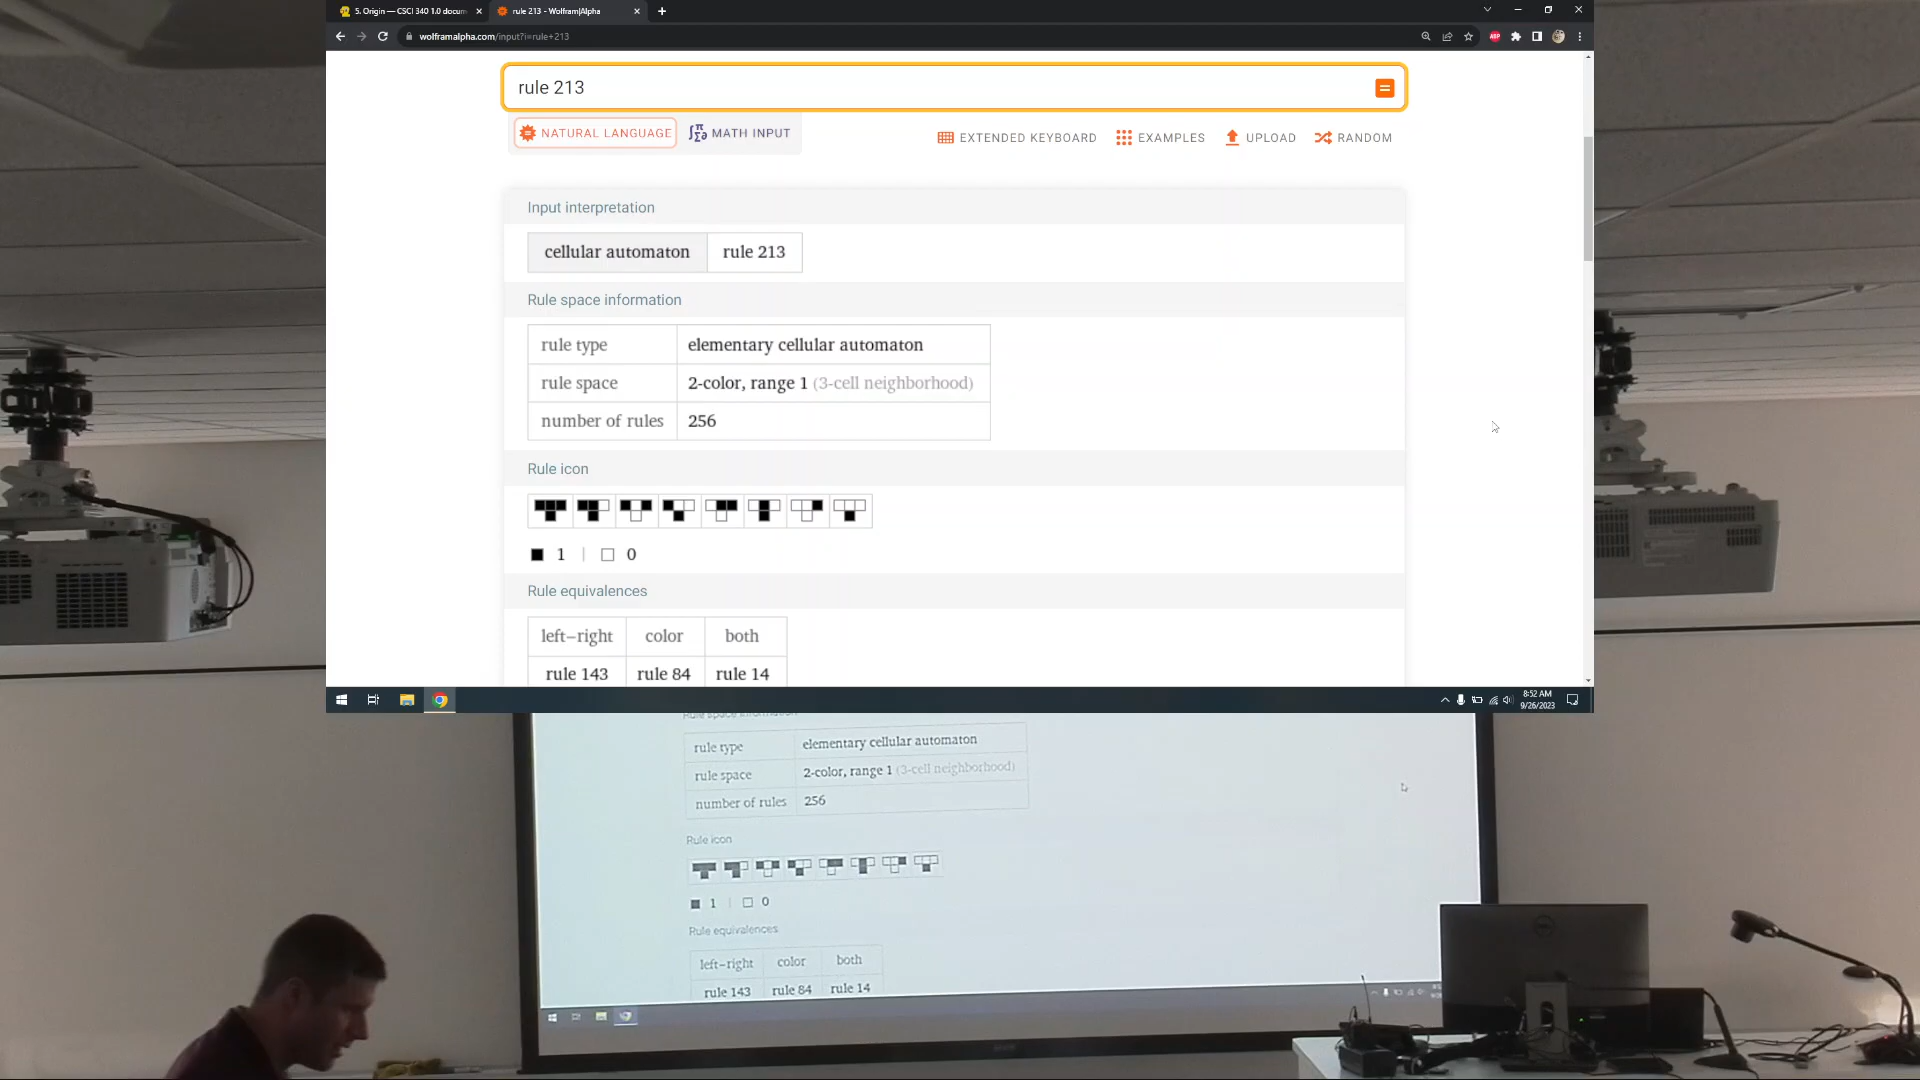 5. Origin — CSCI 340 1.0 docum
rule 213 - Wolfram|Alpha
wolframalpha.com/input?i=rule+213
rule 213
NATURAL LANGUAGE
MATH INPUT
EXTENDED KEYBOARD
EXAMPLES
UPLOAD
RANDOM
Input interpretation
cellular automaton rule 213
Rule space information
rule type elementary cellular automaton
rule space 2-color, range 1 (3-cell neighborhood)
number of rules 256
Rule icon
1 | 0
Rule equivalences
left–right color both
rule 143 rule 84 rule 14
8:52 AM
9/26/2023
Rule space information
rule type elementary cellular automaton
rule space 2-color, range 1 (3-cell neighborhood)
number of rules 256
Rule icon
1 | 0
Rule equivalences
left–right color both
rule 143 rule 84 rule 14